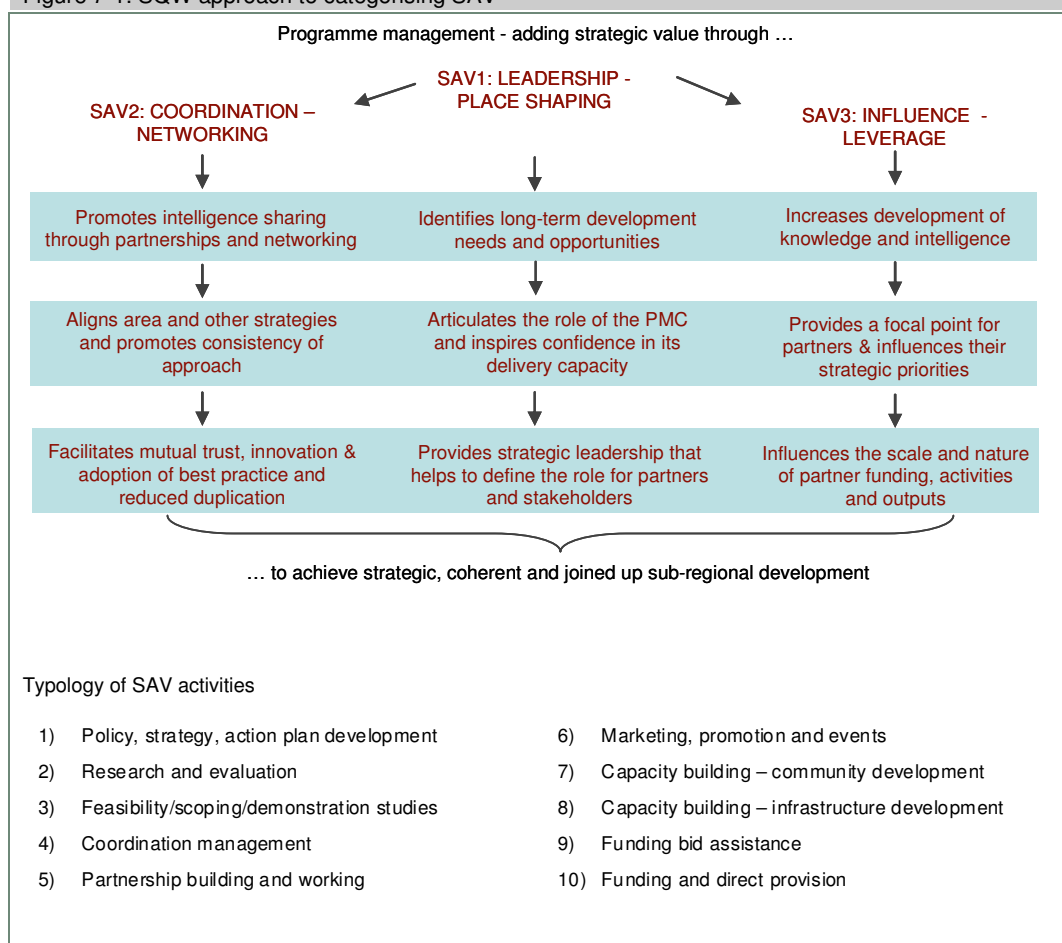 Figure 7-1: SQW approach to categorising SAV
Programme management - adding strategic value through …
SAV1: LEADERSHIP -
PLACE SHAPING
SAV2: COORDINATION –
NETWORKING
SAV3: INFLUENCE -
LEVERAGE
Promotes intelligence sharing
through partnerships and networking
Identifies long-term development
needs and opportunities
Increases development of
knowledge and intelligence
Aligns area and other strategies
and promotes consistency of
approach
Articulates the role of the PMC
and inspires confidence in its
delivery capacity
Provides a focal point for
partners & influences their
strategic priorities
Facilitates mutual trust, innovation &
adoption of best practice and
reduced duplication
Provides strategic leadership that
helps to define the role for partners
and stakeholders
Influences the scale and nature
of partner funding, activities
and outputs
… to achieve strategic, coherent and joined up sub-regional development
Typology of SAV activities
1) Policy, strategy, action plan development
2) Research and evaluation
3) Feasibility/scoping/demonstration studies
4) Coordination management
5) Partnership building and working
6) Marketing, promotion and events
7) Capacity building – community development
8) Capacity building – infrastructure development
9) Funding bid assistance
10) Funding and direct provision